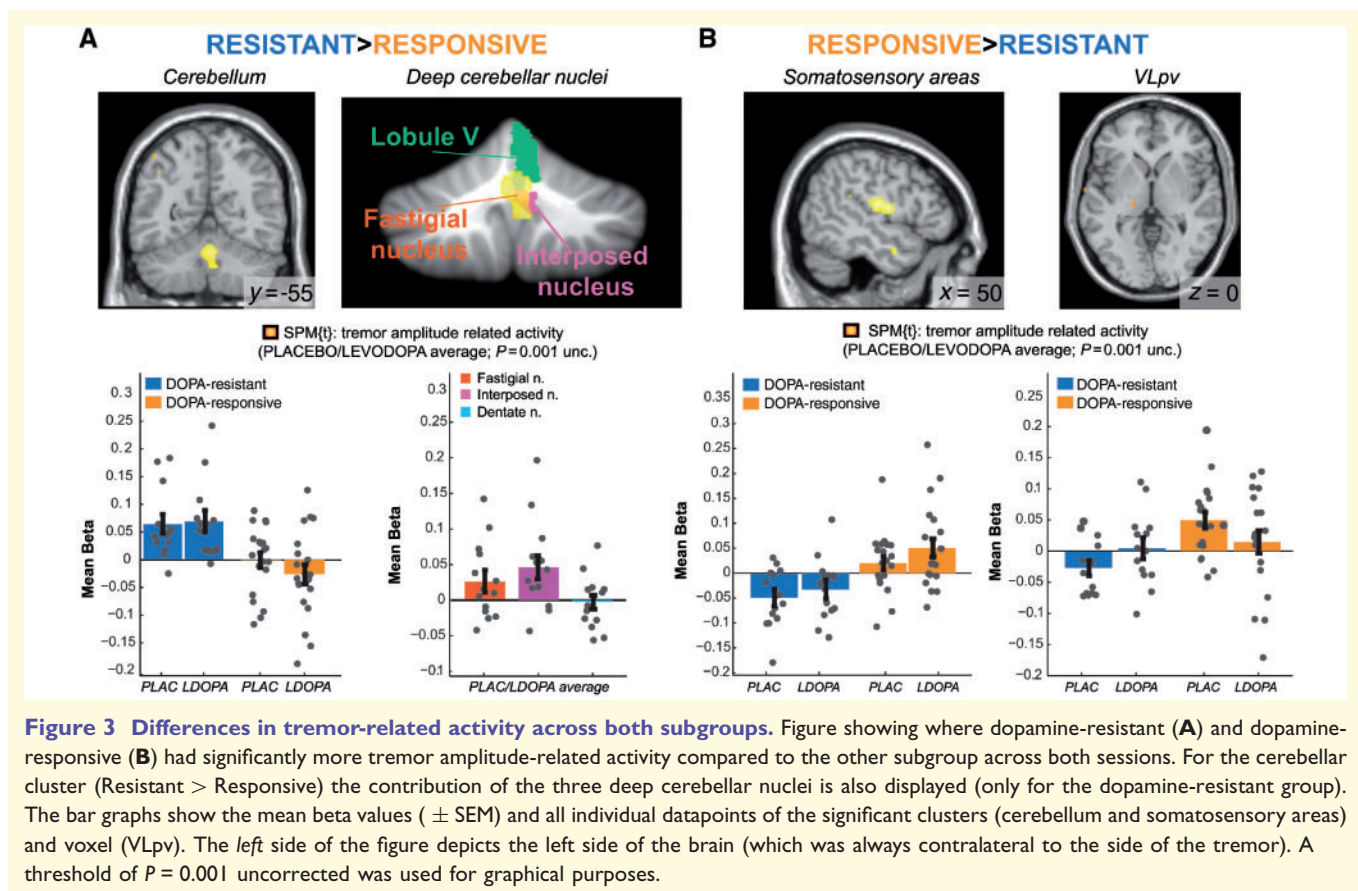 A
RESISTANT>RESPONSIVE
Cerebellum
Deep cerebellar nuclei
Lobule V
Fastigial
nucleus
Interposed
nucleus
y = -55
SPM{t}: tremor amplitude related activity
(PLACEBO/LEVODOPA average; P=0.001 unc.)
DOPA-resistant
DOPA-responsive
0.3
0.25
0.2
0.15
0.1
0.05
0
−0.05
−0.1
−0.15
−0.2
Mean Beta
PLAC LDOPA PLAC LDOPA
Fastigial n.
Interposed n.
Dentate n.
0.3
0.25
0.2
0.15
0.1
0.05
0
−0.05
−0.1
Mean Beta
PLAC/LDOPA average
B
RESPONSIVE>RESISTANT
Somatosensory areas
VLpv
x = 50
z = 0
SPM{t}: tremor amplitude related activity
(PLACEBO/LEVODOPA average; P=0.001 unc.)
DOPA-resistant
DOPA-responsive
0.35
0.3
0.25
0.2
0.15
0.1
0.05
0
−0.05
−0.1
−0.15
−0.2
Mean Beta
PLAC LDOPA PLAC LDOPA
DOPA-resistant
DOPA-responsive
0.2
0.15
0.1
0.05
0
−0.05
−0.1
−0.15
−0.2
Mean Beta
PLAC LDOPA PLAC LDOPA
Figure 3 Differences in tremor-related activity across both subgroups. Figure showing where dopamine-resistant (A) and dopamine-
responsive (B) had significantly more tremor amplitude-related activity compared to the other subgroup across both sessions. For the cerebellar
cluster (Resistant > Responsive) the contribution of the three deep cerebellar nuclei is also displayed (only for the dopamine-resistant group).
The bar graphs show the mean beta values ( ± SEM) and all individual datapoints of the significant clusters (cerebellum and somatosensory areas)
and voxel (VLpv). The left side of the figure depicts the left side of the brain (which was always contralateral to the side of the tremor). A
threshold of P = 0.001 uncorrected was used for graphical purposes.